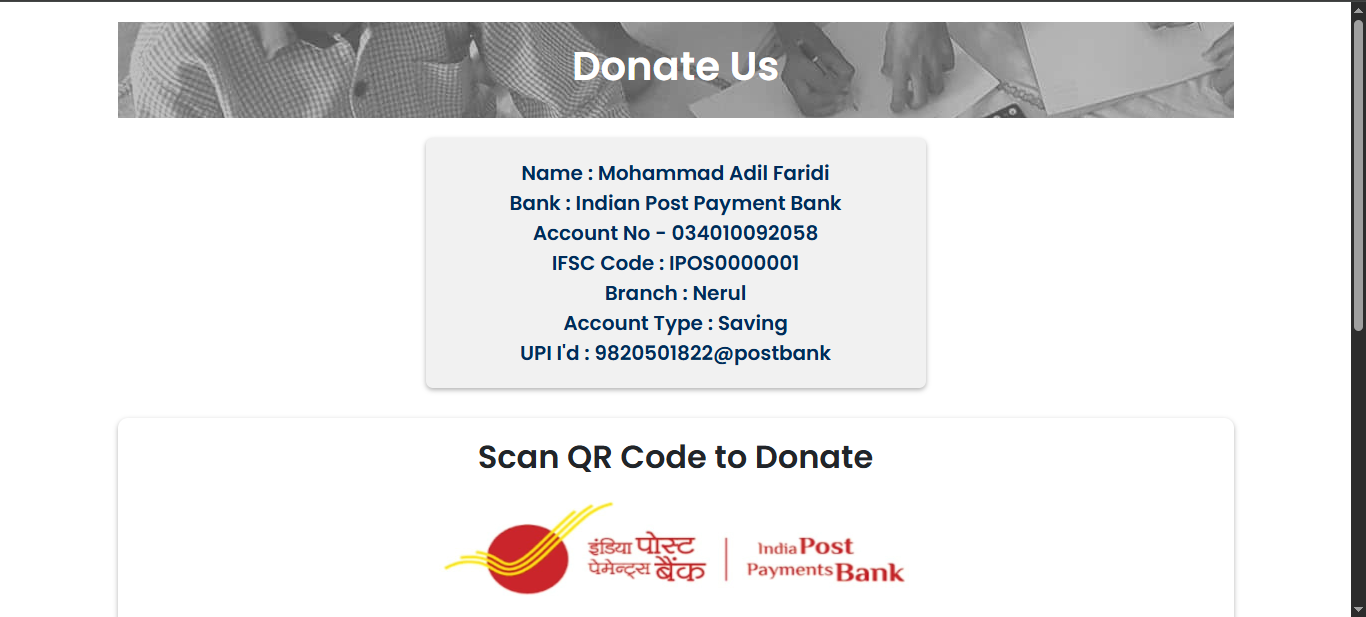 Donate Us
Name : Mohammad Adil Faridi
Bank : Indian Post Payment Bank
Account No - 034010092058
IFSC Code : IPOS0000001
Branch : Nerul
Account Type : Saving
UPI I'd : 9820501822@postbank
Scan QR Code to Donate
इंडिया पोस्ट
पेमेन्ट्स बैंक
India Post
Payments Bank